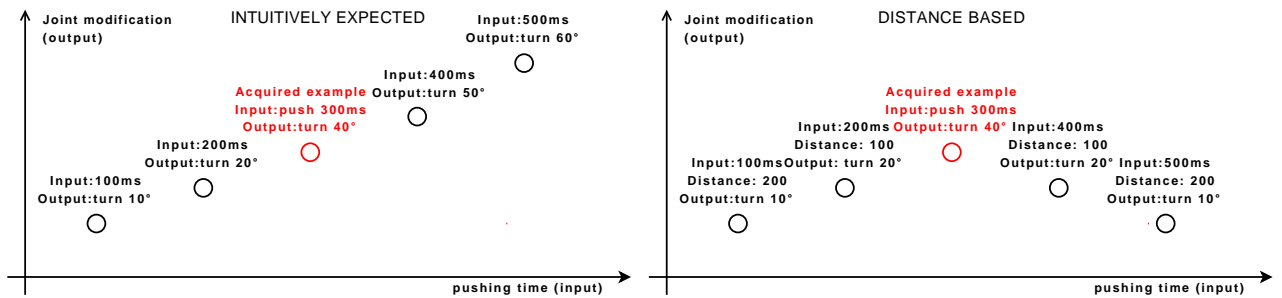 INTUITIVELY EXPECTED
Joint modification
(output)
Input:500ms
Output:turn 60°
Input:400ms
Output:turn 50°
Acquired example
Input:push 300ms
Output:turn 40°
Input:200ms
Output:turn 20°
Input:100ms
Output:turn 10°
pushing time (input)
DISTANCE BASED
Joint modification
(output)
Acquired example
Input:push 300ms
Output:turn 40°
Input:200ms
Distance: 100
Output: turn 20°
Input:400ms
Distance: 100
Output:turn 20°
Input:100ms
Distance: 200
Output:turn 10°
Input:500ms
Distance: 200
Output:turn 10°
pushing time (input)